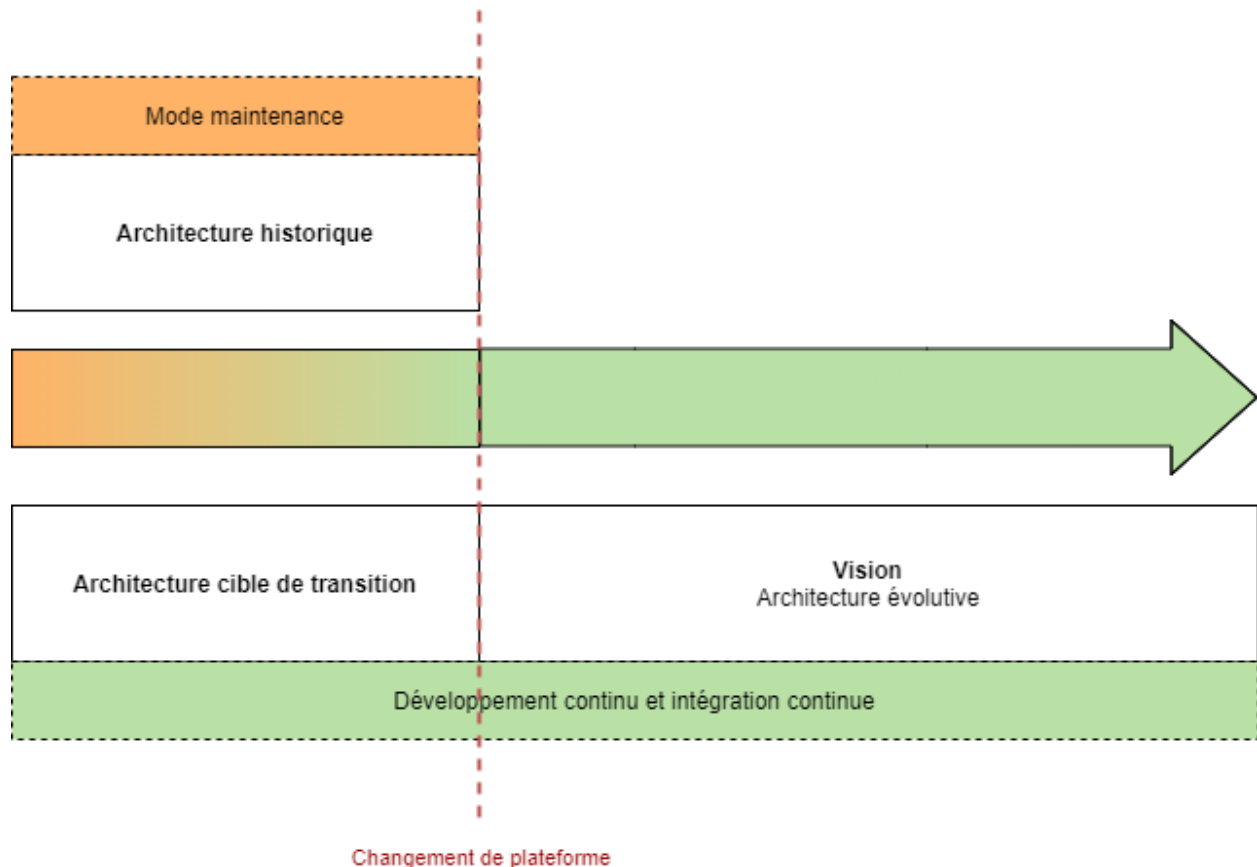 Mode maintenance
Architecture historique
Architecture cible de transition
Vision
Architecture évolutive
Développement continu et intégration continue
Changement de plateforme